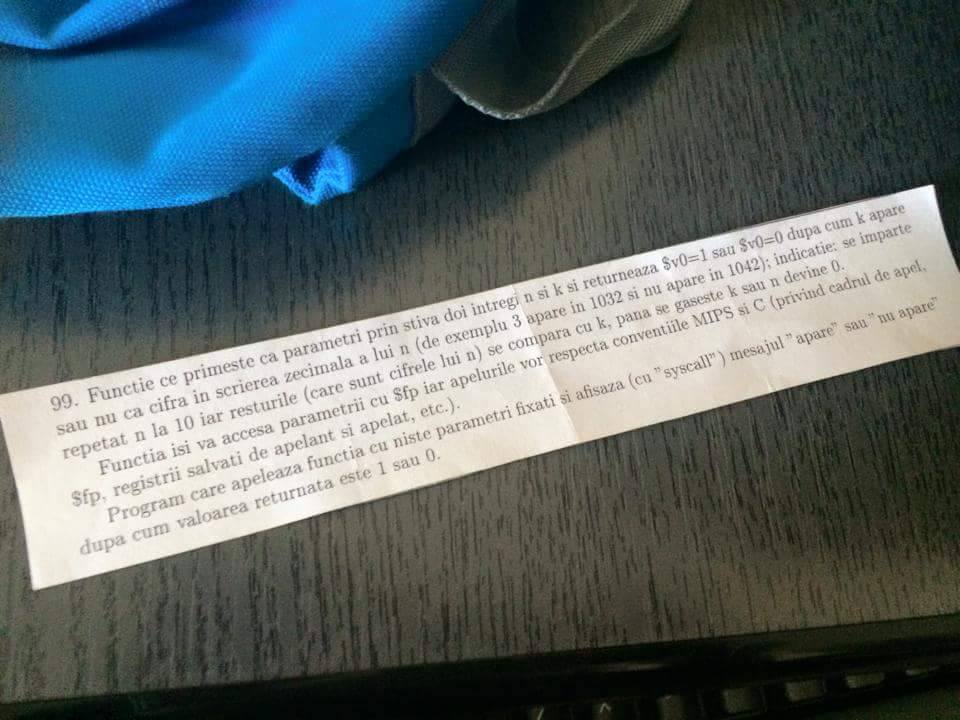 99. Functie ce primeste ca parametri prin stiva doi intregi n si k si returneaza $v0=1 sau $v0=0 dupa cum k apare
sau nu ca cifra in scrierea zecimala a lui n (de exemplu 3 apare in 1032 si nu apare in 1042); indicatie: se imparte
repetat n la 10 iar resturile (care sunt cifrele lui n) se compara cu k, pana se gaseste k sau n devine 0.
Functia isi va accesa parametrii cu $fp iar apelurile vor respecta conventiile MIPS si C (privind cadrul de apel,
$fp, registrii salvati de apelant si apelat, etc.).
Program care apeleaza functia cu niste parametri fixati si afisaza (cu "syscall") mesajul "apare" sau "nu apare"
dupa cum valoarea returnata este 1 sau 0.